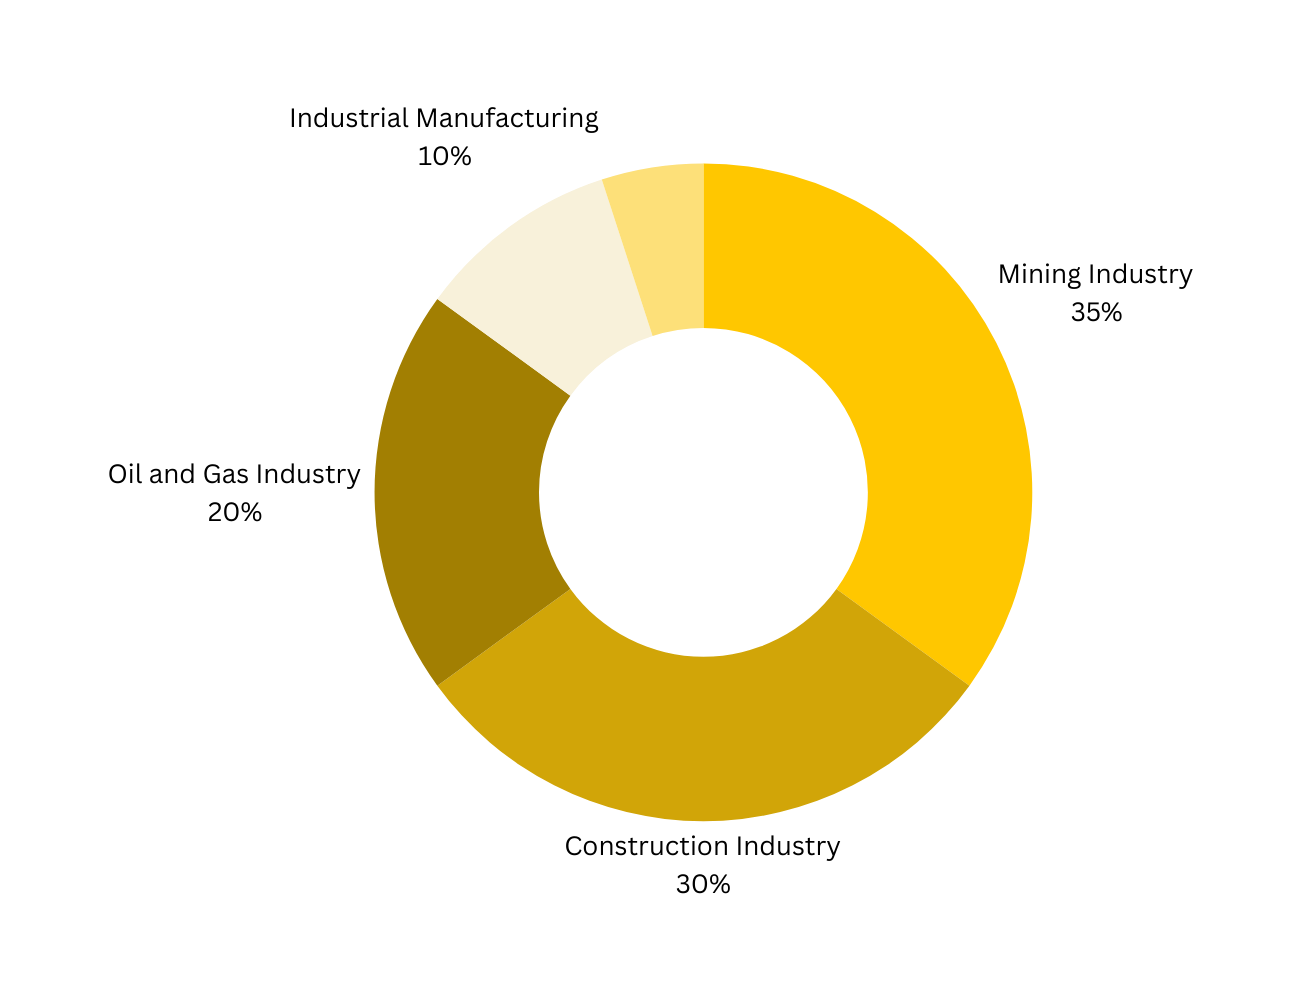 Industrial Manufacturing
10%
Mining Industry
35%
Oil and Gas Industry
20%
Construction Industry
30%